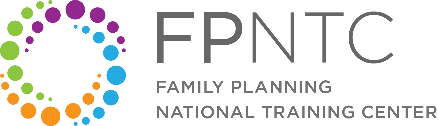 FPNTC
FAMILY PLANNING
NATIONAL TRAINING CENTER